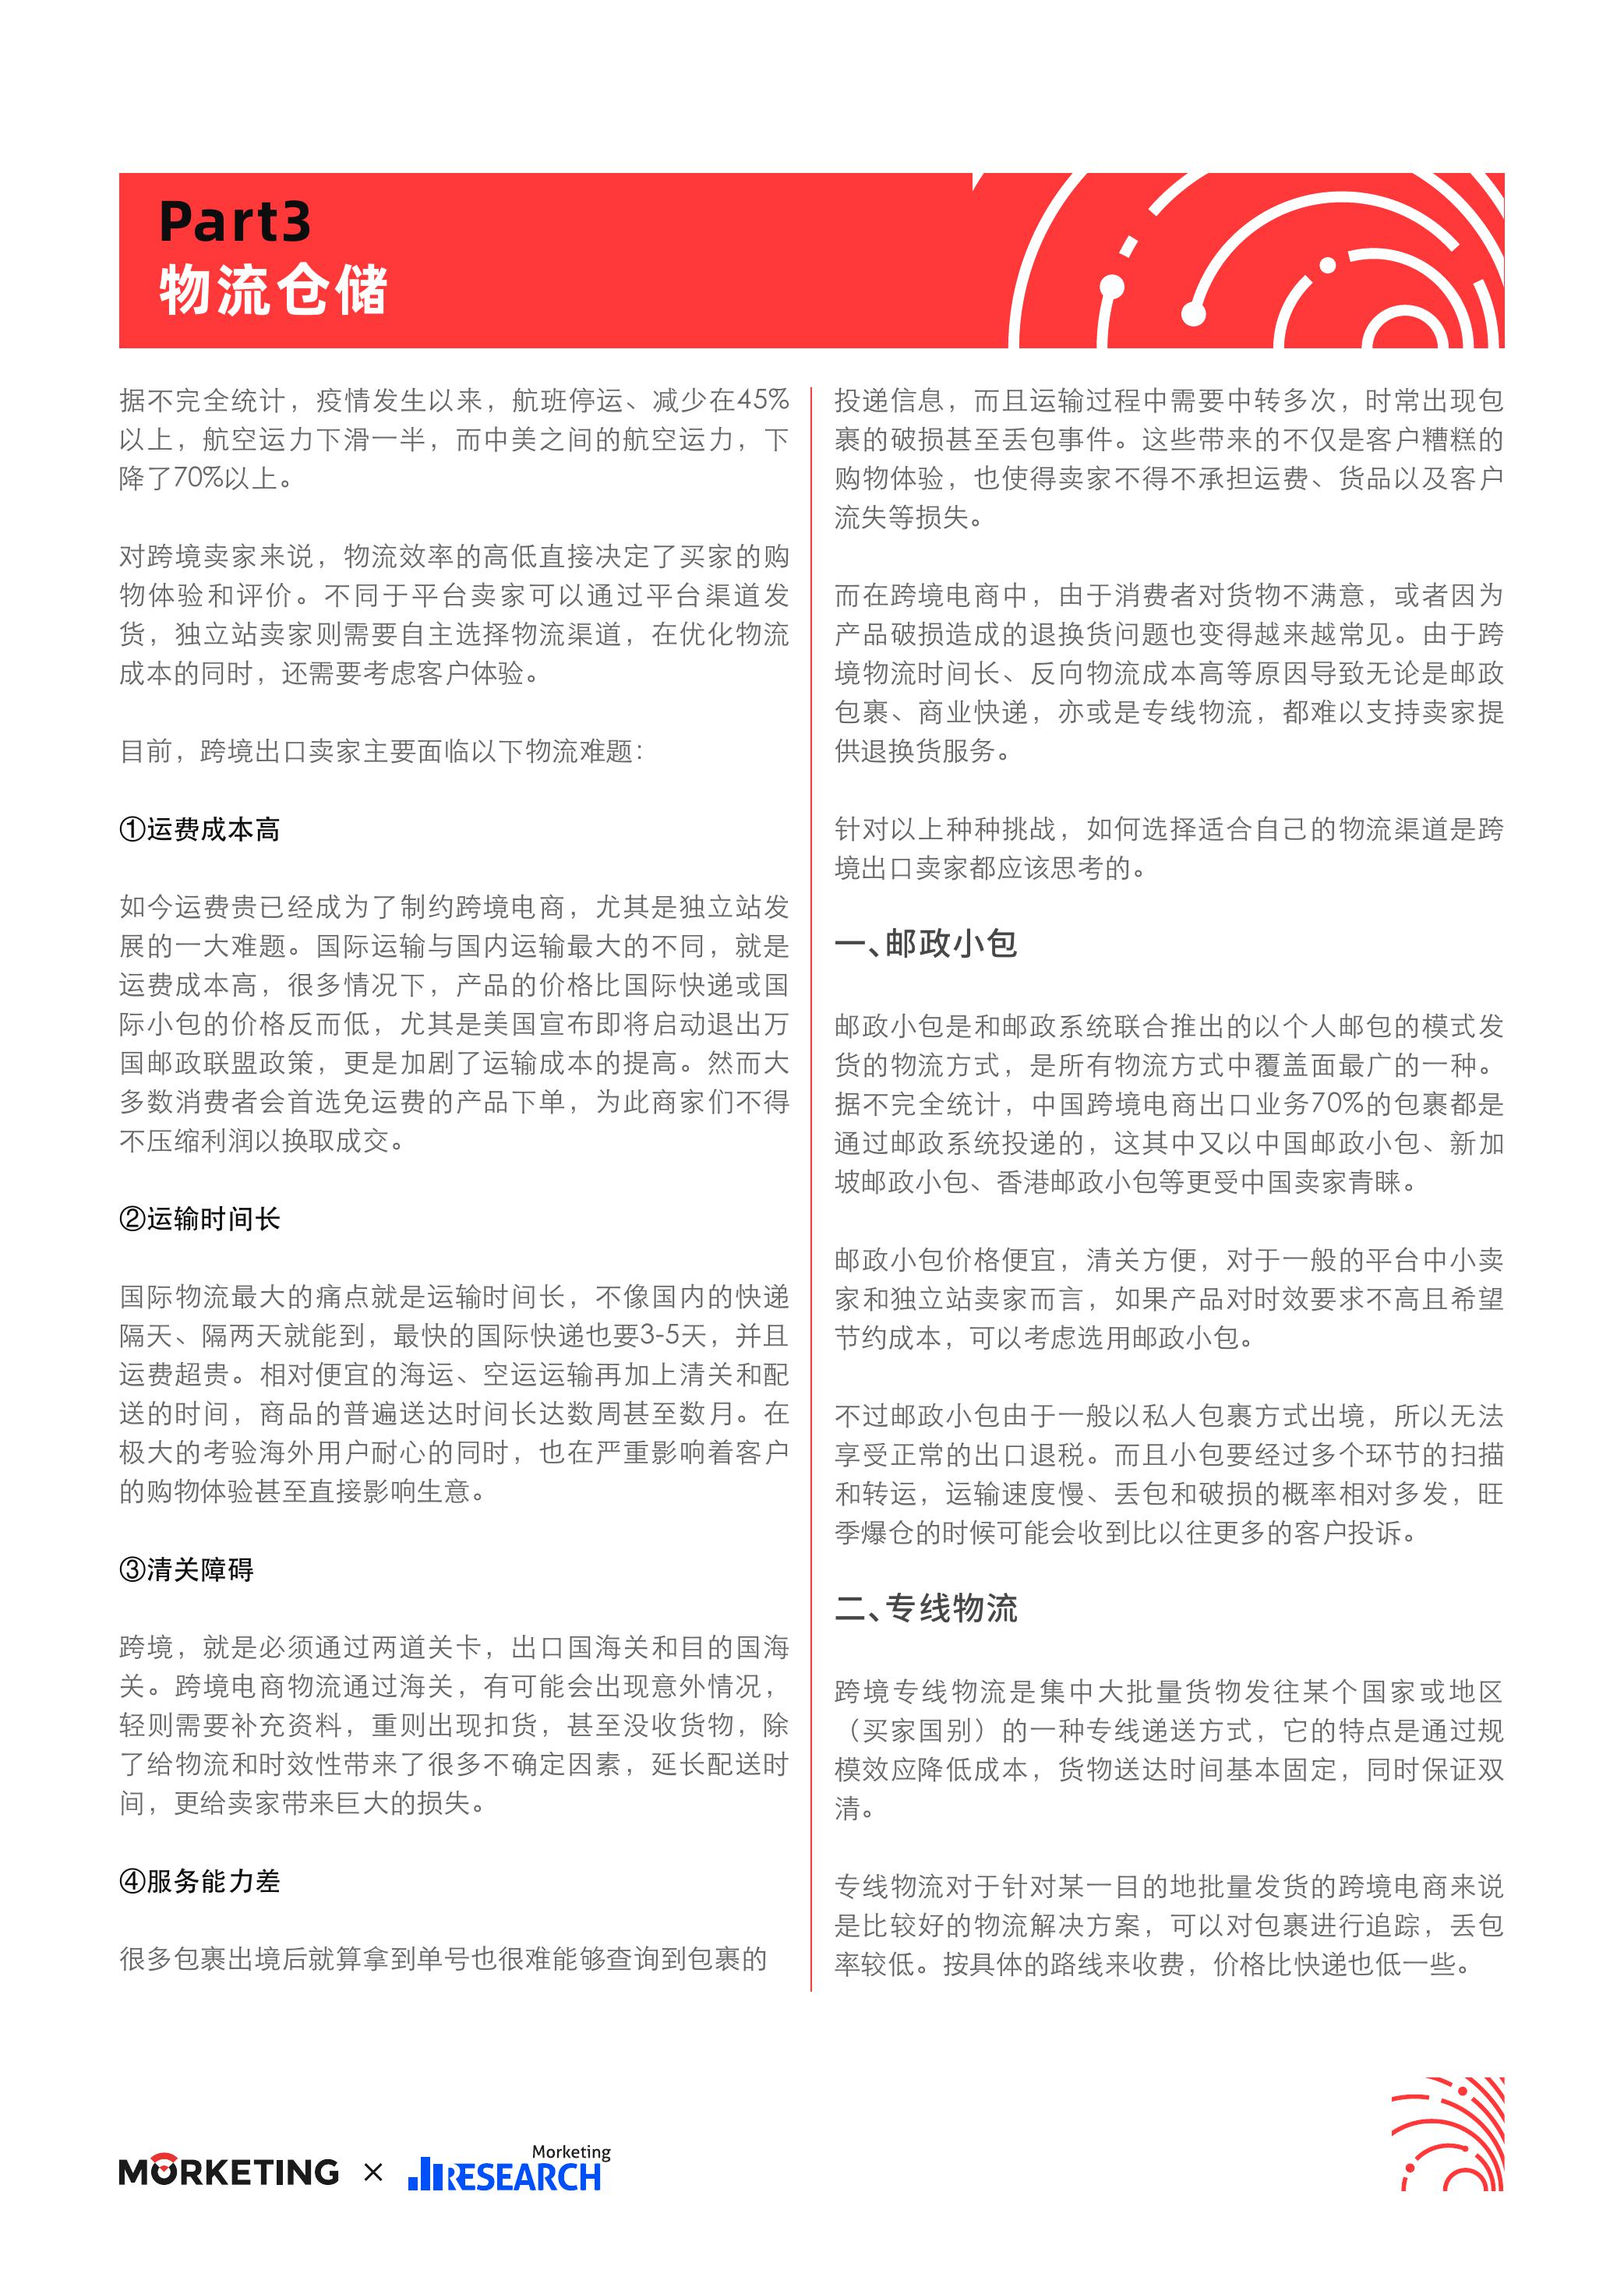 Part3
物流仓储
据不完全统计，疫情发生以来，航班停运、减少在45%
以上，航空运力下滑一半，而中美之间的航空运力，下
降了70%以上。
对跨境卖家来说，物流效率的高低直接决定了买家的购
物体验和评价。不同于平台卖家可以通过平台渠道发
货，独立站卖家则需要自主选择物流渠道，在优化物流
成本的同时，还需要考虑客户体验。
目前，跨境出口卖家主要面临以下物流难题：
①运费成本高
如今运费贵已经成为了制约跨境电商，尤其是独立站发
展的一大难题。国际运输与国内运输最大的不同，就是
运费成本高，很多情况下，产品的价格比国际快递或国
际小包的价格反而低，尤其是美国宣布即将启动退出万
国邮政联盟政策，更是加剧了运输成本的提高。然而大
多数消费者会首选免运费的产品下单，为此商家们不得
不压缩利润以换取成交。
②运输时间长
国际物流最大的痛点就是运输时间长，不像国内的快递
隔天、隔两天就能到，最快的国际快递也要3-5天，并且
运费超贵。相对便宜的海运、空运运输再加上清关和配
送的时间，商品的普遍送达时间长达数周甚至数月。在
极大的考验海外用户耐心的同时，也在严重影响着客户
的购物体验甚至直接影响生意。
③清关障碍
跨境，就是必须通过两道关卡，出口国海关和目的国海
关。跨境电商物流通过海关，有可能会出现意外情况，
轻则需要补充资料，重则出现扣货，甚至没收货物，除
了给物流和时效性带来了很多不确定因素，延长配送时
间，更给卖家带来巨大的损失。
④服务能力差
很多包裹出境后就算拿到单号也很难能够查询到包裹的
投递信息，而且运输过程中需要中转多次，时常出现包
裹的破损甚至丢包事件。这些带来的不仅是客户糟糕的
购物体验，也使得卖家不得不承担运费、货品以及客户
流失等损失。
而在跨境电商中，由于消费者对货物不满意，或者因为
产品破损造成的退换货问题也变得越来越常见。由于跨
境物流时间长、反向物流成本高等原因导致无论是邮政
包裹、商业快递，亦或是专线物流，都难以支持卖家提
供退换货服务。
针对以上种种挑战，如何选择适合自己的物流渠道是跨
境出口卖家都应该思考的。
一、邮政小包
邮政小包是和邮政系统联合推出的以个人邮包的模式发
货的物流方式，是所有物流方式中覆盖面最广的一种。
据不完全统计，中国跨境电商出口业务70%的包裹都是
通过邮政系统投递的，这其中又以中国邮政小包、新加
坡邮政小包、香港邮政小包等更受中国卖家青睐。
邮政小包价格便宜，清关方便，对于一般的平台中小卖
家和独立站卖家而言，如果产品对时效要求不高且希望
节约成本，可以考虑选用邮政小包。
不过邮政小包由于一般以私人包裹方式出境，所以无法
享受正常的出口退税。而且小包要经过多个环节的扫描
和转运，运输速度慢、丢包和破损的概率相对多发，旺
季爆仓的时候可能会收到比以往更多的客户投诉。
二、专线物流
跨境专线物流是集中大批量货物发往某个国家或地区
（买家国别）的一种专线递送方式，它的特点是通过规
模效应降低成本，货物送达时间基本固定，同时保证双
清。
专线物流对于针对某一目的地批量发货的跨境电商来说
是比较好的物流解决方案，可以对包裹进行追踪，丢包
率较低。按具体的路线来收费，价格比快递也低一些。
MORKETING × Morketing RESEARCH